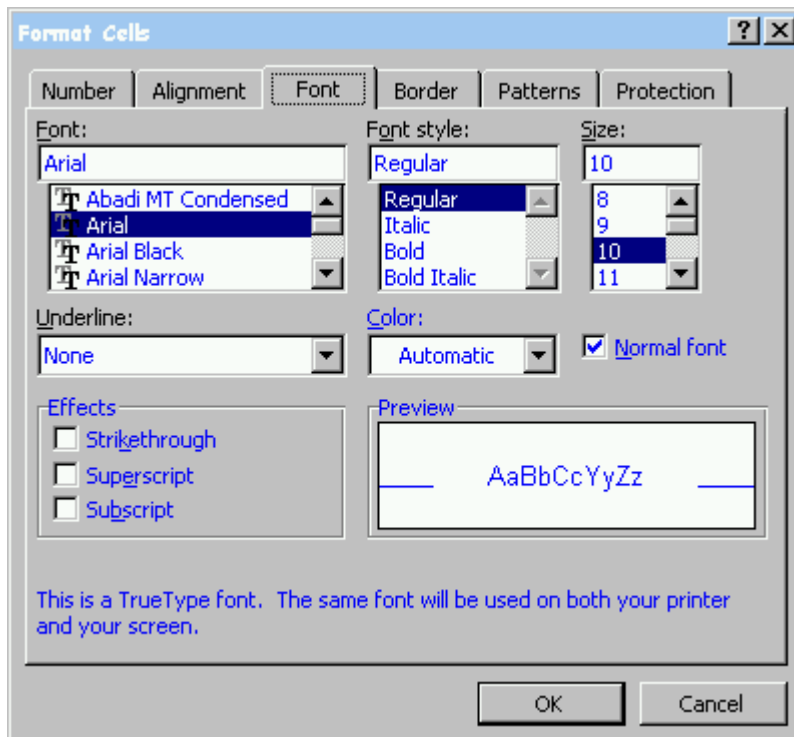 Format Cells
Number Alignment Font Border Patterns Protection
Font: Font style: Size:
Arial Regular 10
Abadi MT Condensed Regular 8
Arial Italic 9
Arial Black Bold 10
Arial Narrow Bold Italic 11
Underline: Color:
None Automatic Normal font
Effects Preview
Strikethrough
Superscript AaBbCcYyZz
Subscript
This is a TrueType font. The same font will be used on both your printer
and your screen.
OK Cancel